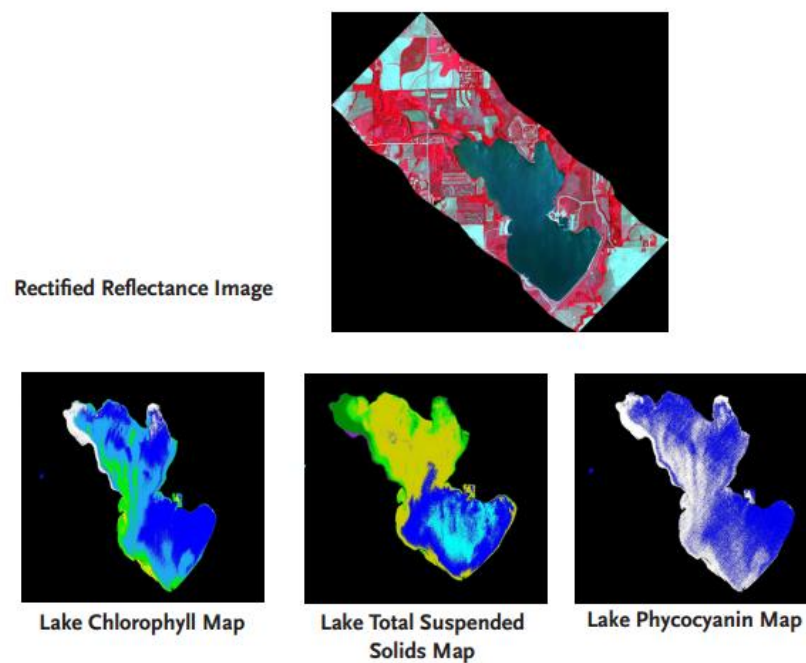 Rectified Reflectance Image
Lake Chlorophyll Map
Lake Total Suspended
Solids Map
Lake Phycocyanin Map